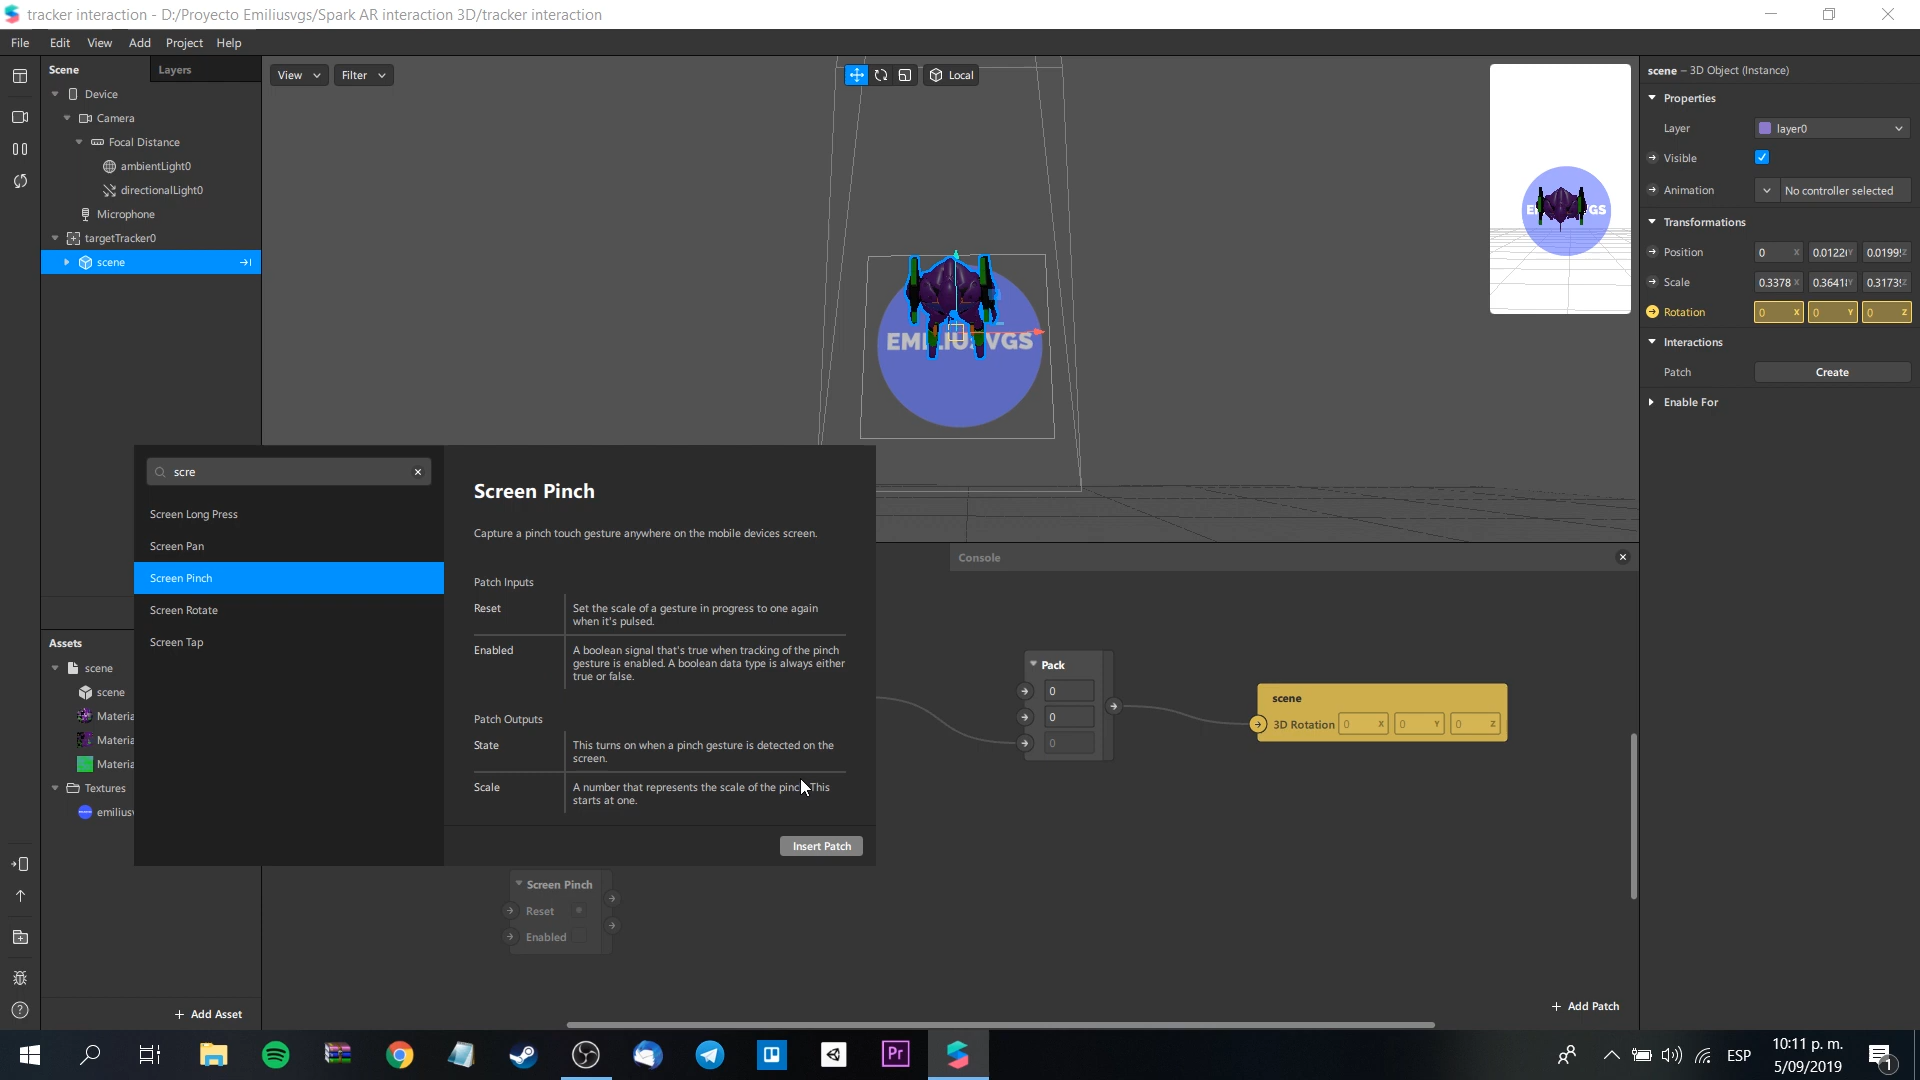 tracker interaction - D:/Proyecto Emiliusvgs/Spark AR interaction 3D/tracker interaction
File Edit View Add Project Help
Scene Layers
Device
Camera
Focal Distance
ambientLight0
directionalLight0
Microphone
targetTracker0
scene
View Filter
Local
EMILIUSVGS
scene – 3D Object (Instance)
Properties
Layer layer0
Visible
Animation No controller selected
Transformations
Position 0 X 0.0122 Y 0.0199 Z
Scale 0.3378 X 0.3641 Y 0.3173 Z
Rotation 0 X 0 Y 0 Z
Interactions
Patch Create
Enable For
scre
Screen Long Press
Screen Pan
Screen Pinch
Screen Rotate
Screen Tap
Screen Pinch
Capture a pinch touch gesture anywhere on the mobile devices screen.
Patch Inputs
Reset Set the scale of a gesture in progress to one again
when it's pulsed.
Enabled A boolean signal that's true when tracking of the pinch
gesture is enabled. A boolean data type is always either
true or false.
Patch Outputs
State This turns on when a pinch gesture is detected on the
screen.
Scale A number that represents the scale of the pinc This
starts at one.
Insert Patch
Assets
scene
scene
Materia
Materia
Materia
Textures
emilius
+ Add Asset
Console
Pack
0
0
0
scene
3D Rotation 0 X 0 Y 0 Z
Screen Pinch
Reset
Enabled
+ Add Patch
Pr
ESP
10:11 p. m.
5/09/2019
1